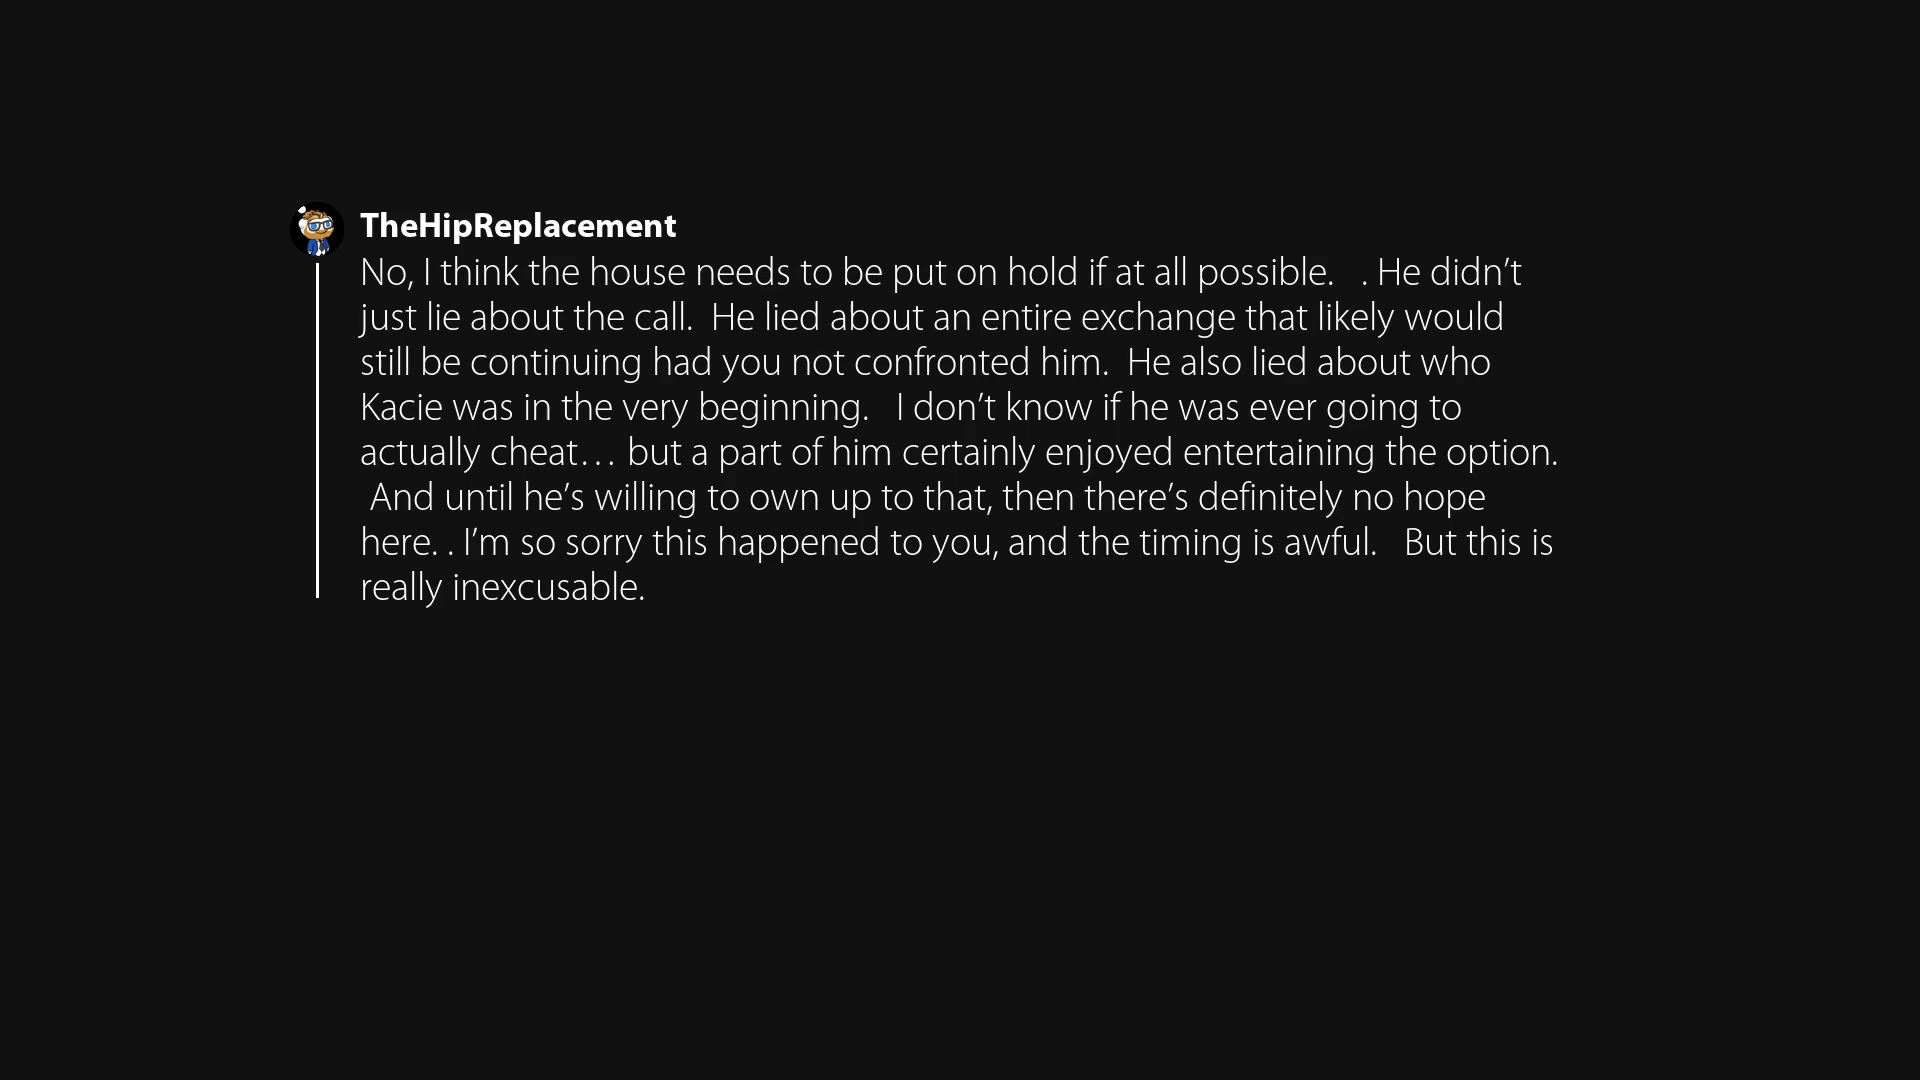 TheHipReplacement
No, I think the house needs to be put on hold if at all possible.   . He didn’t
just lie about the call.  He lied about an entire exchange that likely would
still be continuing had you not confronted him.  He also lied about who
Kacie was in the very beginning.   I don’t know if he was ever going to
actually cheat… but a part of him certainly enjoyed entertaining the option.
And until he’s willing to own up to that, then there’s definitely no hope
here. . I’m so sorry this happened to you, and the timing is awful.   But this is
really inexcusable.